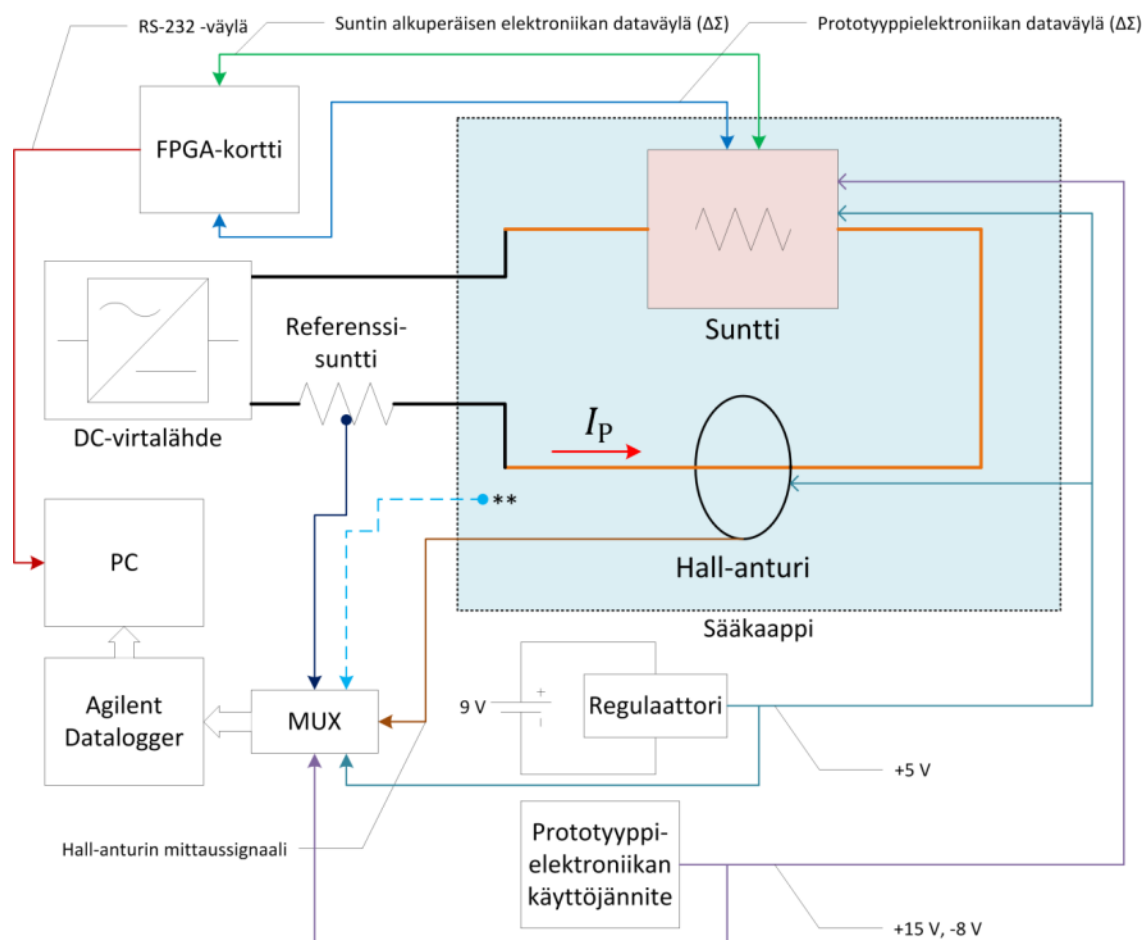 RS-232 -väylä
Suntin alkuperäisen elektroniikan dataväylä (ΔΣ)
Prototyyppielektroniikan dataväylä (ΔΣ)
FPGA-kortti
Suntti
Referenssi-
suntti
DC-virtalähde
I_P
**
Hall-anturi
Sääkaappi
PC
Agilent
Datalogger
MUX
9 V
+
-
Regulaattori
+5 V
Hall-anturin mittaussignaali
Prototyyppi-
elektroniikan
käyttöjännite
+15 V, -8 V